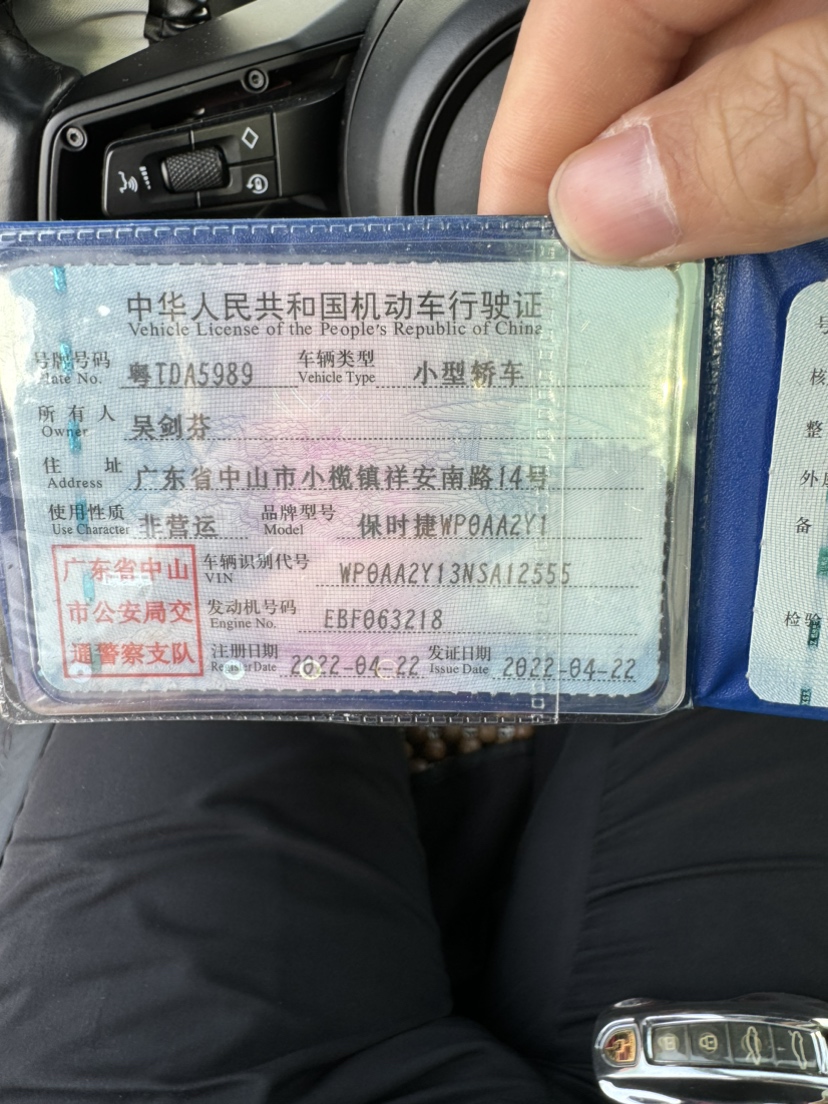 中华人民共和国机动车行驶证
Vehicle License of the People's Republic of China
号牌号码 粤TDA5989 车辆类型 小型轿车
Plate No. Vehicle Type
所有人 吴剑芬
Owner
住址 广东省中山市小榄镇祥安南路14号
Address
使用性质 非营运 品牌型号 保时捷WP0AA2Y1
Use Character Model
广东省中山
市公安局交
通警察支队
车辆识别代号 WP0AA2Y13NSA12555
VIN
发动机号码 EBF063218
Engine No.
注册日期 2022-04-22 发证日期 2022-04-22
Register Date Issue Date
号
核
整
外
备
检验